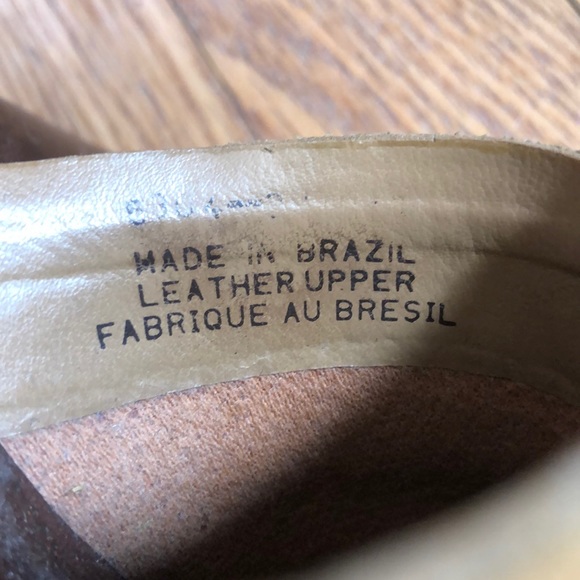 MADE IN BRAZIL
LEATHER UPPER
FABRIQUE AU BRESIL